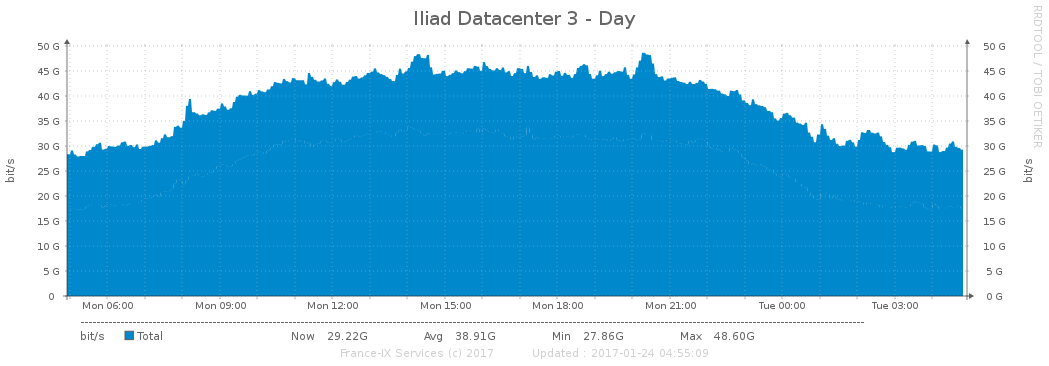 Iliad Datacenter 3 - Day
RRDTOOL / TOBI OETIKER
50 G 50 G
45 G 45 G
40 G 40 G
35 G 35 G
30 G 30 G
25 G 25 G
20 G 20 G
15 G 15 G
10 G 10 G
5 G 5 G
0 0 G
bit/s bit/s
Mon 06:00 Mon 09:00 Mon 12:00 Mon 15:00 Mon 18:00 Mon 21:00 Tue 00:00 Tue 03:00
bit/s Total Now 29.22G Avg 38.91G Min 27.86G Max 48.60G
France-IX Services (c) 2017 Updated : 2017-01-24 04:55:09